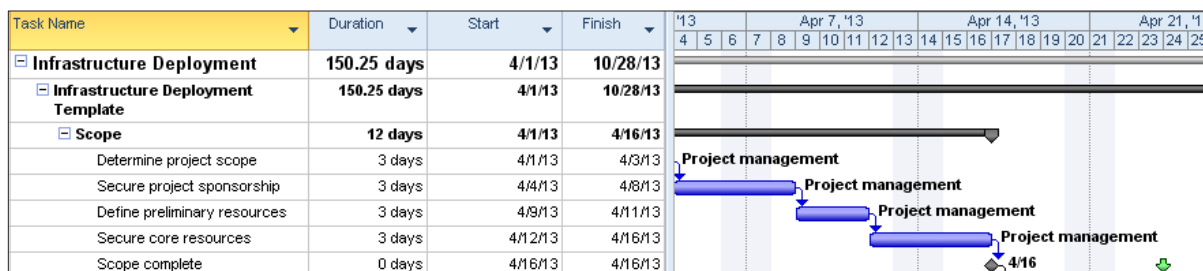 Task Name Duration Start Finish '13 Apr 7, '13 Apr 14, '13 Apr 21, '1
4 5 6 7 8 9 10 11 12 13 14 15 16 17 18 19 20 21 22 23 24 25
Infrastructure Deployment 150.25 days 4/1/13 10/28/13
Infrastructure Deployment 150.25 days 4/1/13 10/28/13
Template
Scope 12 days 4/1/13 4/16/13
Determine project scope 3 days 4/1/13 4/3/13 Project management
Secure project sponsorship 3 days 4/4/13 4/8/13 Project management
Define preliminary resources 3 days 4/9/13 4/11/13 Project management
Secure core resources 3 days 4/12/13 4/16/13 Project management
Scope complete 0 days 4/16/13 4/16/13 4/16